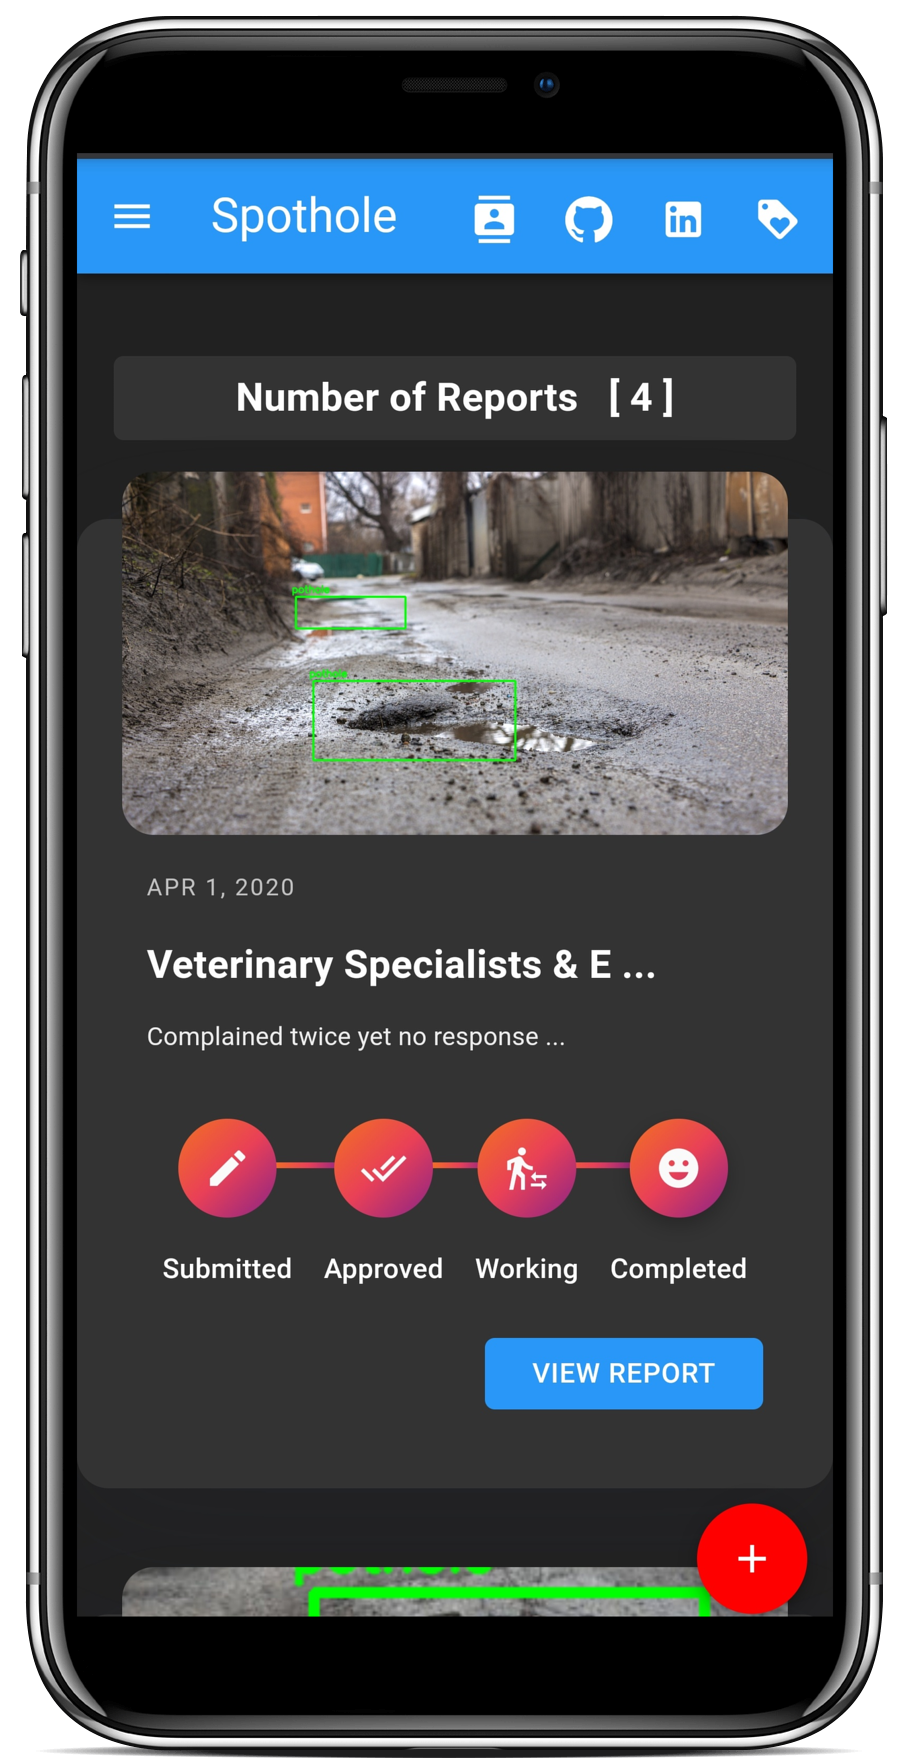 Spothole
Number of Reports [ 4 ]
pothole
pothole
APR 1, 2020
Veterinary Specialists & E ...
Complained twice yet no response ...
Submitted Approved Working Completed
VIEW REPORT
pothole